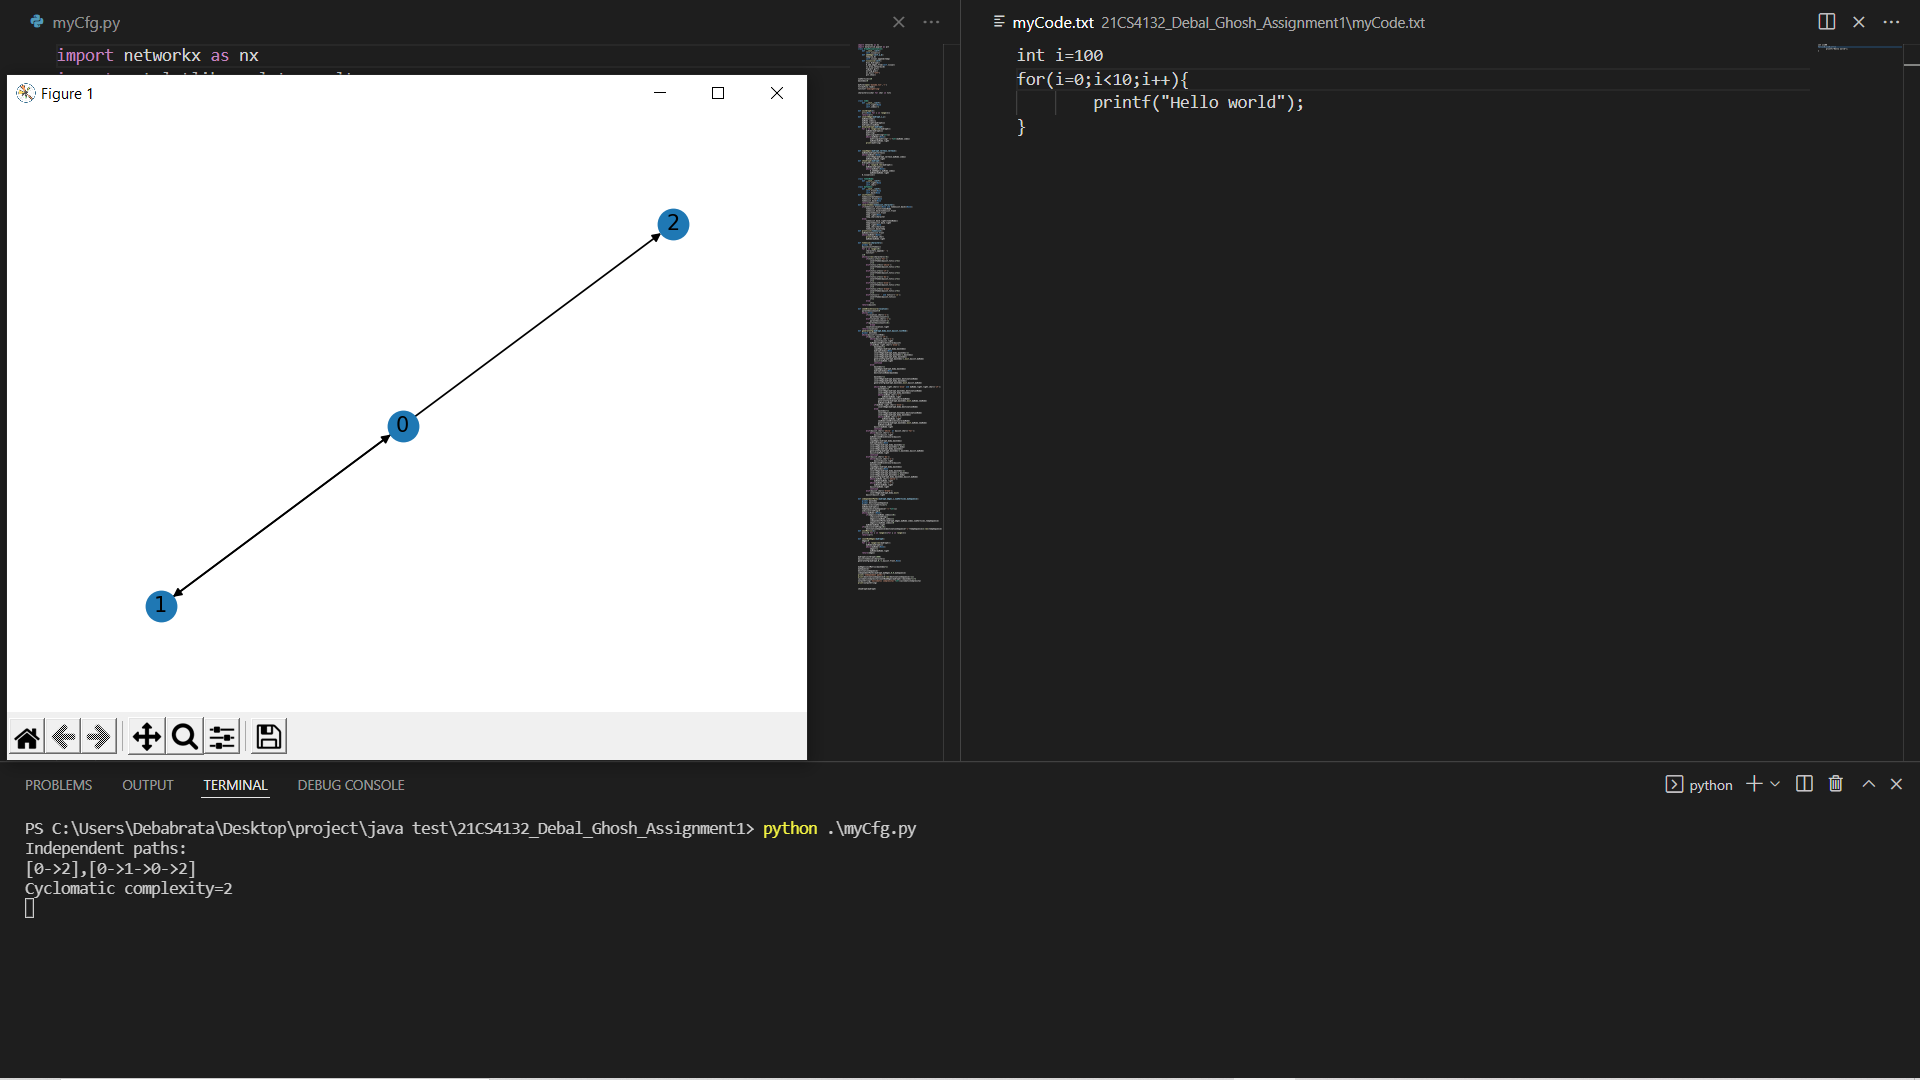 myCfg.py
import networkx as nx
Figure 1
2
0
1
myCode.txt 21CS4132_Debal_Ghosh_Assignment1\myCode.txt
int i=100
for(i=0;i<10;i++){
printf("Hello world");
}
PROBLEMS OUTPUT TERMINAL DEBUG CONSOLE
python
PS C:\Users\Debabrata\Desktop\project\java test\21CS4132_Debal_Ghosh_Assignment1> python .\myCfg.py
Independent paths:
[0->2],[0->1->0->2]
Cyclomatic complexity=2